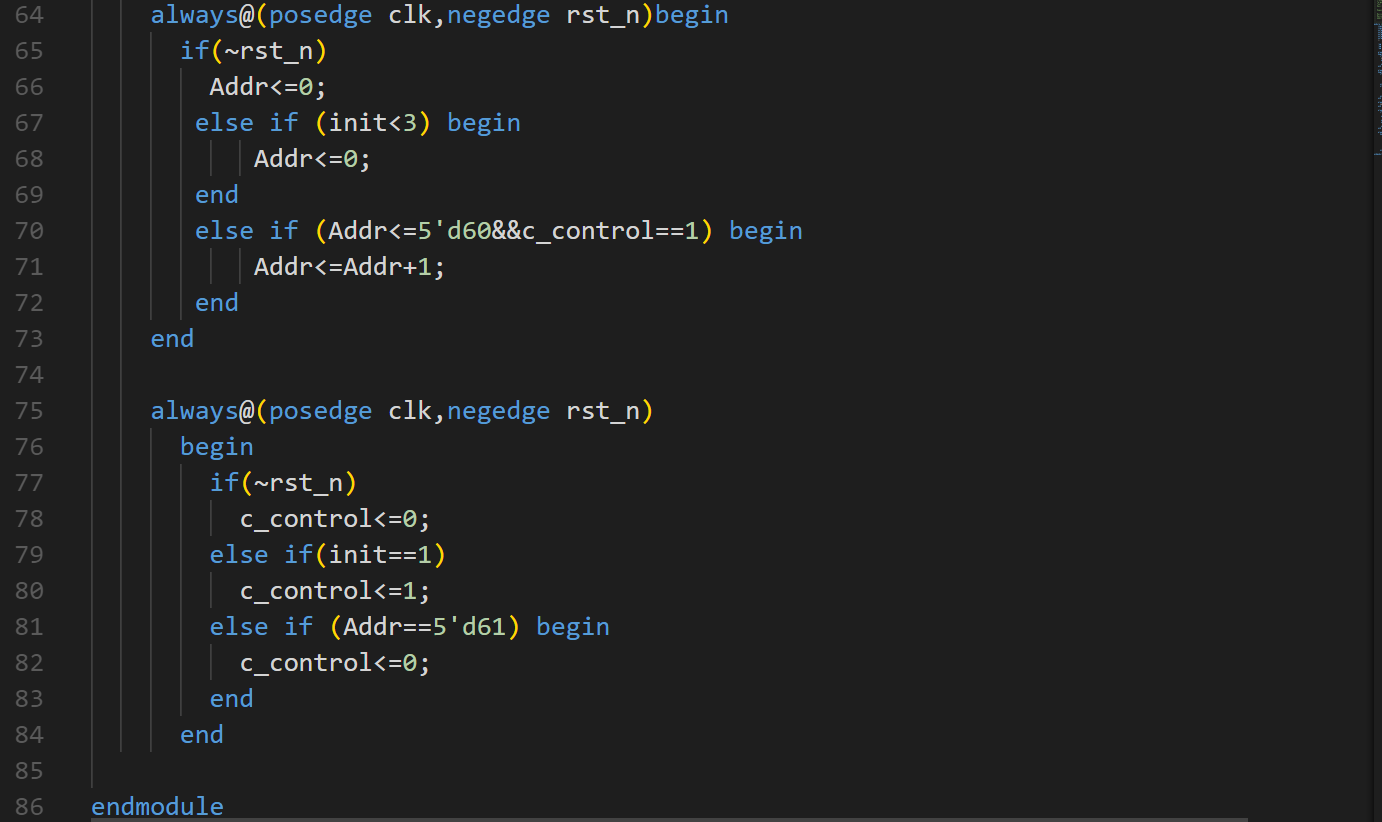 64 always@(posedge clk,negedge rst_n)begin
65 if(~rst_n)
66 Addr<=0;
67 else if (init<3) begin
68 Addr<=0;
69 end
70 else if (Addr<=5'd60&&c_control==1) begin
71 Addr<=Addr+1;
72 end
73 end
74
75 always@(posedge clk,negedge rst_n)
76 begin
77 if(~rst_n)
78 c_control<=0;
79 else if(init==1)
80 c_control<=1;
81 else if (Addr==5'd61) begin
82 c_control<=0;
83 end
84 end
85
86 endmodule